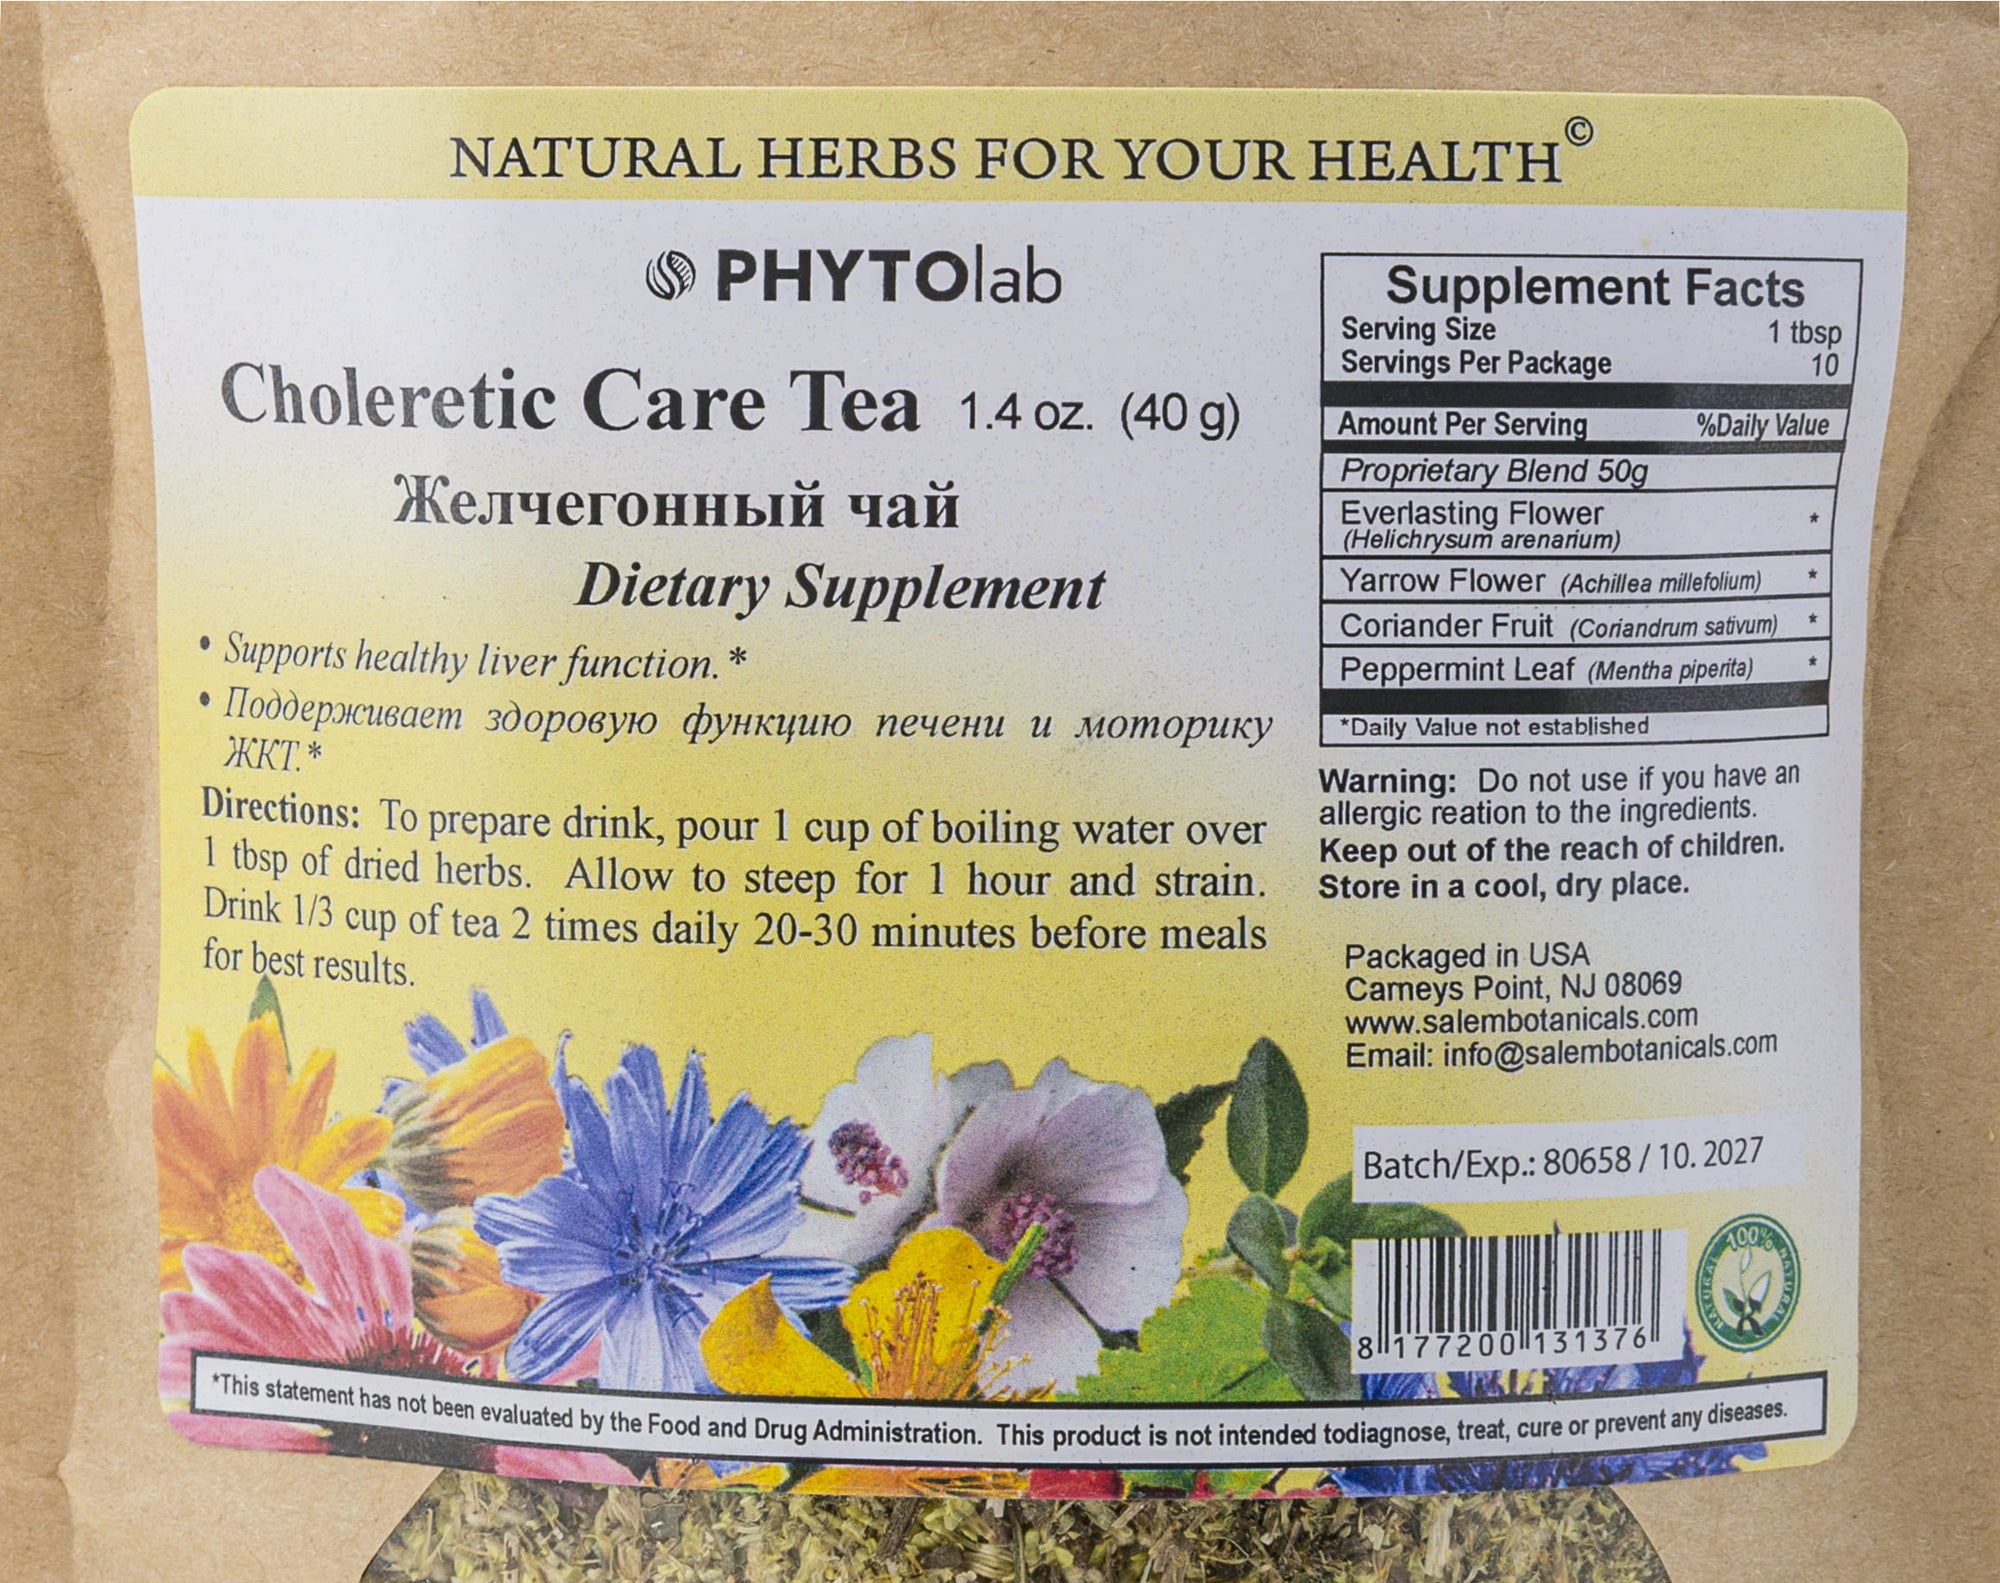 NATURAL HERBS FOR YOUR HEALTH©
PHYTOlab
Choleretic Care Tea 1.4 oz. (40 g)
Желчегонный чай
Dietary Supplement
• Supports healthy liver function. *
• Поддерживает здоровую функцию печени и моторику
ЖКТ.*
Directions: To prepare drink, pour 1 cup of boiling water over
1 tbsp of dried herbs. Allow to steep for 1 hour and strain.
Drink 1/3 cup of tea 2 times daily 20-30 minutes before meals
for best results.
Supplement Facts
Serving Size 1 tbsp
Servings Per Package 10
Amount Per Serving %Daily Value
Proprietary Blend 50g
Everlasting Flower *
(Helichrysum arenarium)
Yarrow Flower (Achillea millefolium) *
Coriander Fruit (Coriandrum sativum) *
Peppermint Leaf (Mentha piperita) *
*Daily Value not established
Warning: Do not use if you have an
allergic reation to the ingredients.
Keep out of the reach of children.
Store in a cool, dry place.
Packaged in USA
Carneys Point, NJ 08069
www.salembotanicals.com
Email: info@salembotanicals.com
Batch/Exp.: 80658 / 10. 2027
8 17720013137 6
100% NATURAL
NATURAL
*This statement has not been evaluated by the Food and Drug Administration. This product is not intended todiagnose, treat, cure or prevent any diseases.